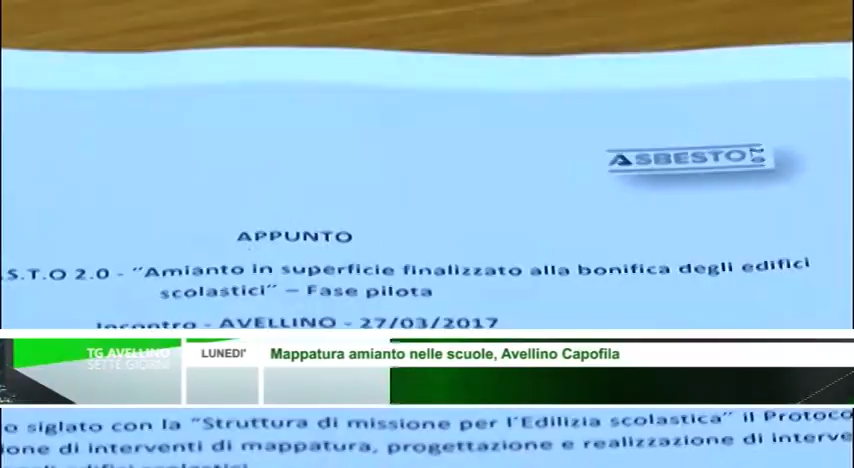 ASBESTO 2.0
APPUNTO
.S.T.O 2.0 - “Amianto in superficie finalizzato alla bonifica degli edifici
scolastici” – Fase pilota
Incontro - AVELLINO - 27/03/2017
TG AVELLINO
SETTE GIORNI
LUNEDI'
Mappatura amianto nelle scuole, Avellino Capofila
o siglato con la “Struttura di missione per l’Edilizia scolastica” il Protoco
ione di interventi di mappatura, progettazione e realizzazione di interve